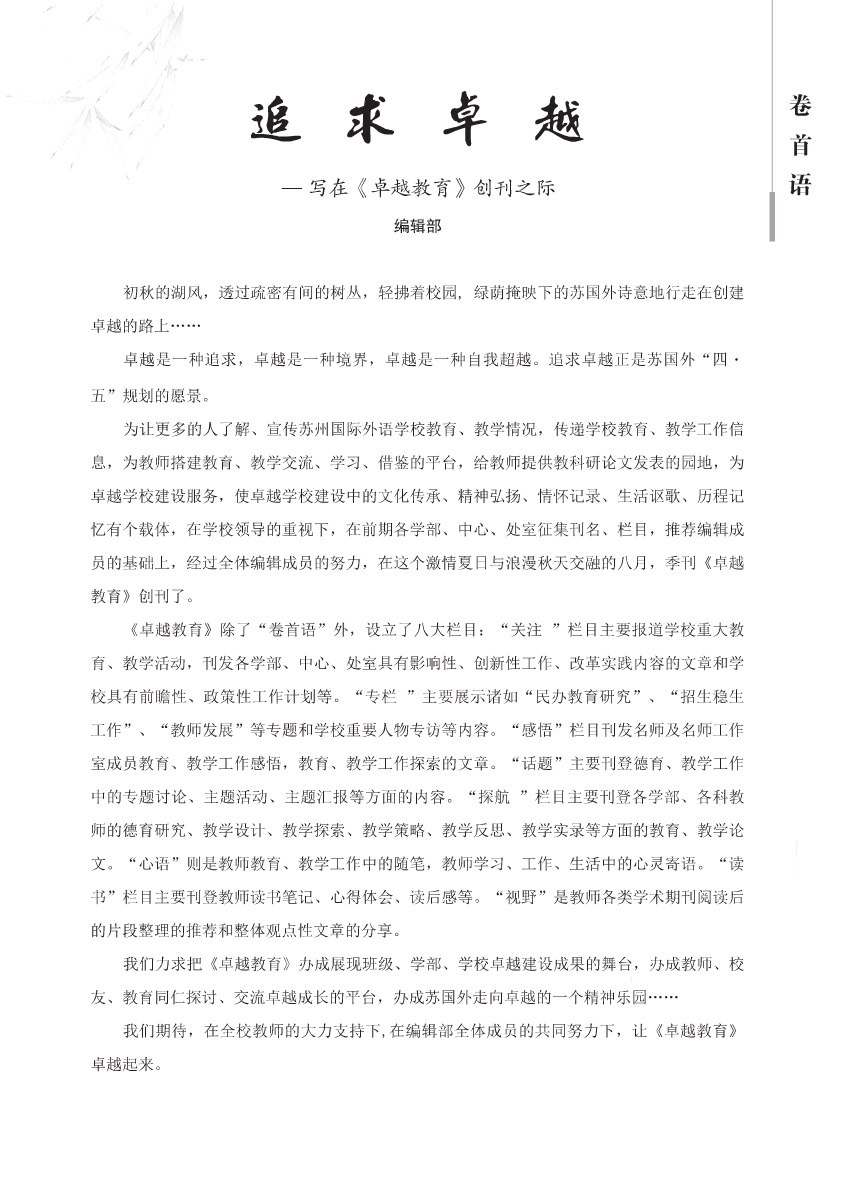 卷首语
追求卓越
— 写在《卓越教育》创刊之际
编辑部
初秋的湖风，透过疏密有间的树丛，轻拂着校园, 绿荫掩映下的苏国外诗意地行走在创建
卓越的路上……
卓越是一种追求，卓越是一种境界，卓越是一种自我超越。追求卓越正是苏国外“四·
五”规划的愿景。
为让更多的人了解、宣传苏州国际外语学校教育、教学情况，传递学校教育、教学工作信
息，为教师搭建教育、教学交流、学习、借鉴的平台，给教师提供教科研论文发表的园地，为
卓越学校建设服务，使卓越学校建设中的文化传承、精神弘扬、情怀记录、生活讴歌、历程记
忆有个载体，在学校领导的重视下，在前期各学部、中心、处室征集刊名、栏目，推荐编辑成
员的基础上，经过全体编辑成员的努力，在这个激情夏日与浪漫秋天交融的八月，季刊《卓越
教育》创刊了。
《卓越教育》除了“卷首语”外，设立了八大栏目：“关注 ”栏目主要报道学校重大教
育、教学活动，刊发各学部、中心、处室具有影响性、创新性工作、改革实践内容的文章和学
校具有前瞻性、政策性工作计划等。“专栏 ”主要展示诸如“民办教育研究”、“招生稳生
工作”、“教师发展”等专题和学校重要人物专访等内容。“感悟”栏目刊发名师及名师工作
室成员教育、教学工作感悟，教育、教学工作探索的文章。“话题”主要刊登德育、教学工作
中的专题讨论、主题活动、主题汇报等方面的内容。“探航 ”栏目主要刊登各学部、各科教
师的德育研究、教学设计、教学探索、教学策略、教学反思、教学实录等方面的教育、教学论
文。“心语”则是教师教育、教学工作中的随笔，教师学习、工作、生活中的心灵寄语。“读
书”栏目主要刊登教师读书笔记、心得体会、读后感等。“视野”是教师各类学术期刊阅读后
的片段整理的推荐和整体观点性文章的分享。
我们力求把《卓越教育》办成展现班级、学部、学校卓越建设成果的舞台，办成教师、校
友、教育同仁探讨、交流卓越成长的平台，办成苏国外走向卓越的一个精神乐园……
我们期待，在全校教师的大力支持下,在编辑部全体成员的共同努力下，让《卓越教育》
卓越起来。